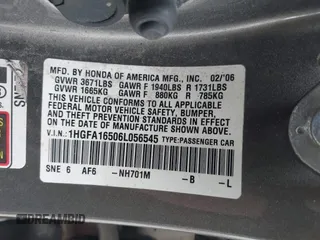 MFD. BY HONDA OF AMERICA MFG., INC. 02/'06
GVWR 3671LBS GAWR F 1940LBS R 1731LBS
GVWR 1665KG GAWR F 880KG R 785KG
THIS VEHICLE CONFORMS TO ALL APPLICABLE
FEDERAL MOTOR VEHICLE SAFETY, BUMPER,
AND THEFT PREVENTION STANDARDS IN EFFECT
ON THE DATE OF MANUFACTURE SHOWN ABOVE.
V.I.N.: 1HGFA16506L056545 TYPE:PASSENGER CAR
SNE 6 AF6 -NH701M -B -L
DREAMBID